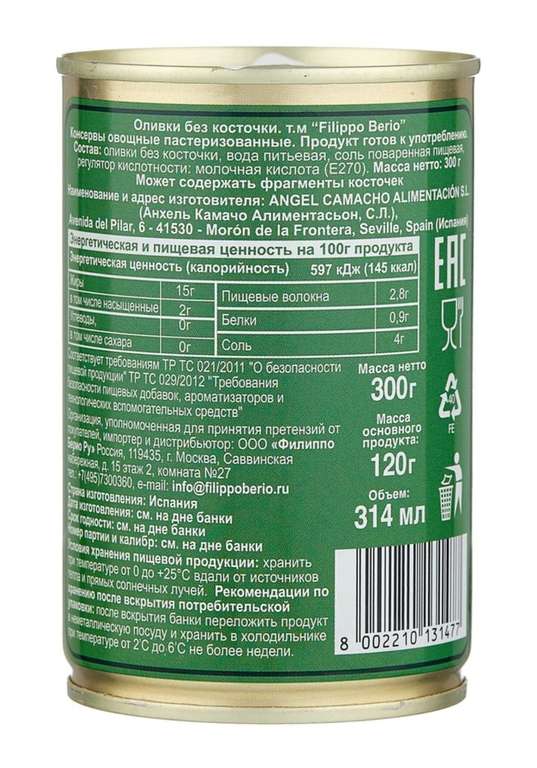 Оливки без косточки. т.м "Filippo Berio"
Консервы овощные пастеризованные. Продукт готов к употреблению.
Состав: оливки без косточки, вода питьевая, соль поваренная пищевая,
регулятор кислотности: молочная кислота (Е270). Масса нетто: 300 г
Может содержать фрагменты косточек
Наименование и адрес изготовителя: ANGEL CAMACHO ALIMENTACIÓN S.L
(Анхель Камачо Алиментасьон, С.Л.),
Avenida del Pilar, 6 - 41530 - Morón de la Frontera, Seville, Spain (Испания)
Энергетическая и пищевая ценность на 100г продукта
Энергетическая ценность (калорийность) 597 кДж (145 ккал)
Жиры 15г
в том числе насыщенные 2г
Углеводы, 0г
в том числе сахара 0г
Пищевые волокна 2,8г
Белки 0,9г
Соль 4г
EAC
Соответствует требованиям ТР ТС 021/2011 "О безопасности
пищевой продукции" ТР ТС 029/2012 "Требования
безопасности пищевых добавок, ароматизаторов и
технологических вспомогательных средств"
Организация, уполномоченная для принятия претензий от
покупателей, импортер и дистрибьютор: ООО «Филиппо
Берио Ру» Россия, 119435, г. Москва, Саввинская
набережная, д. 15 этаж 2, комната №27
тел.:+7(495)7300360, e-mail: info@filippoberio.ru
Страна изготовления: Испания
Дата изготовления: см. на дне банки
Срок годности: см. на дне банки
Номер партии и калибр: см. на дне банки
Условия хранения пищевой продукции: хранить
при температуре от 0 до +25°С вдали от источников
тепла и прямых солнечных лучей. Рекомендации по
хранению после вскрытия потребительской
упаковки: после вскрытия банки переложить продукт
в неметаллическую посуду и хранить в холодильнике
при температуре от 2°С до 6°С не более недели.
Масса нетто
300г
Масса
основного
продукта:
120г
Объем:
314 мл
40
FE
8 002210 131477